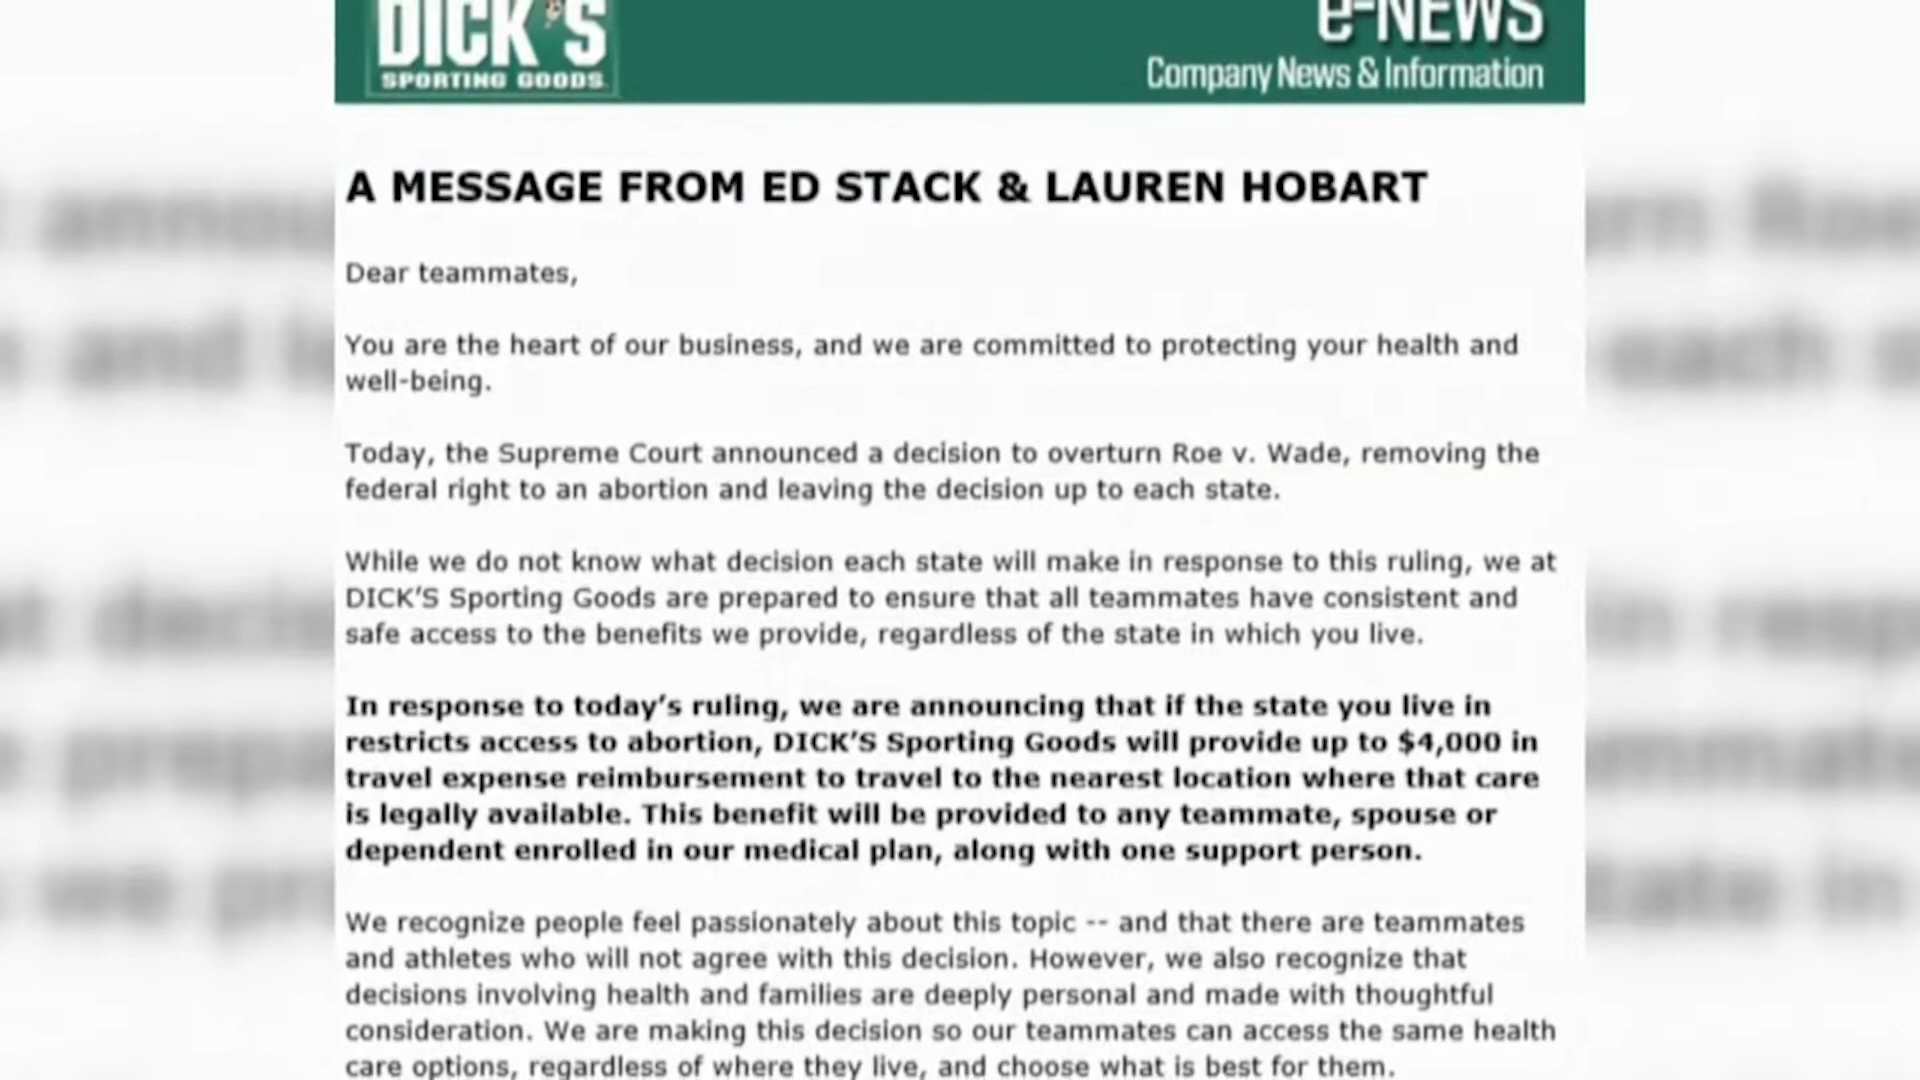 DICK'S
SPORTING GOODS
e-NEWS
Company News & Information
A MESSAGE FROM ED STACK & LAUREN HOBART
Dear teammates,
You are the heart of our business, and we are committed to protecting your health and
well-being.
Today, the Supreme Court announced a decision to overturn Roe v. Wade, removing the
federal right to an abortion and leaving the decision up to each state.
While we do not know what decision each state will make in response to this ruling, we at
DICK'S Sporting Goods are prepared to ensure that all teammates have consistent and
safe access to the benefits we provide, regardless of the state in which you live.
In response to today's ruling, we are announcing that if the state you live in
restricts access to abortion, DICK'S Sporting Goods will provide up to $4,000 in
travel expense reimbursement to travel to the nearest location where that care
is legally available. This benefit will be provided to any teammate, spouse or
dependent enrolled in our medical plan, along with one support person.
We recognize people feel passionately about this topic -- and that there are teammates
and athletes who will not agree with this decision. However, we also recognize that
decisions involving health and families are deeply personal and made with thoughtful
consideration. We are making this decision so our teammates can access the same health
care options, regardless of where they live, and choose what is best for them.